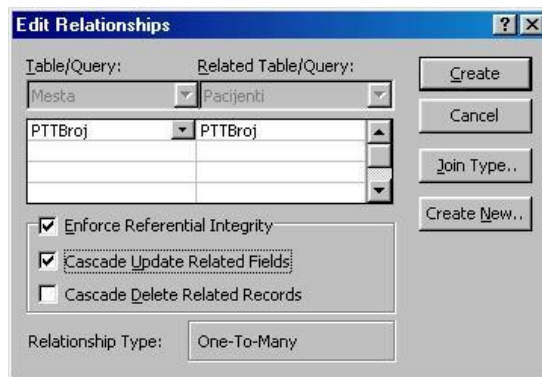 Edit Relationships
Table/Query: Related Table/Query:
Mesta Pacijenti
PTTBroj PTTBroj
Enforce Referential Integrity
Cascade Update Related Fields
Cascade Delete Related Records
Relationship Type: One-To-Many
Create
Cancel
Join Type..
Create New..